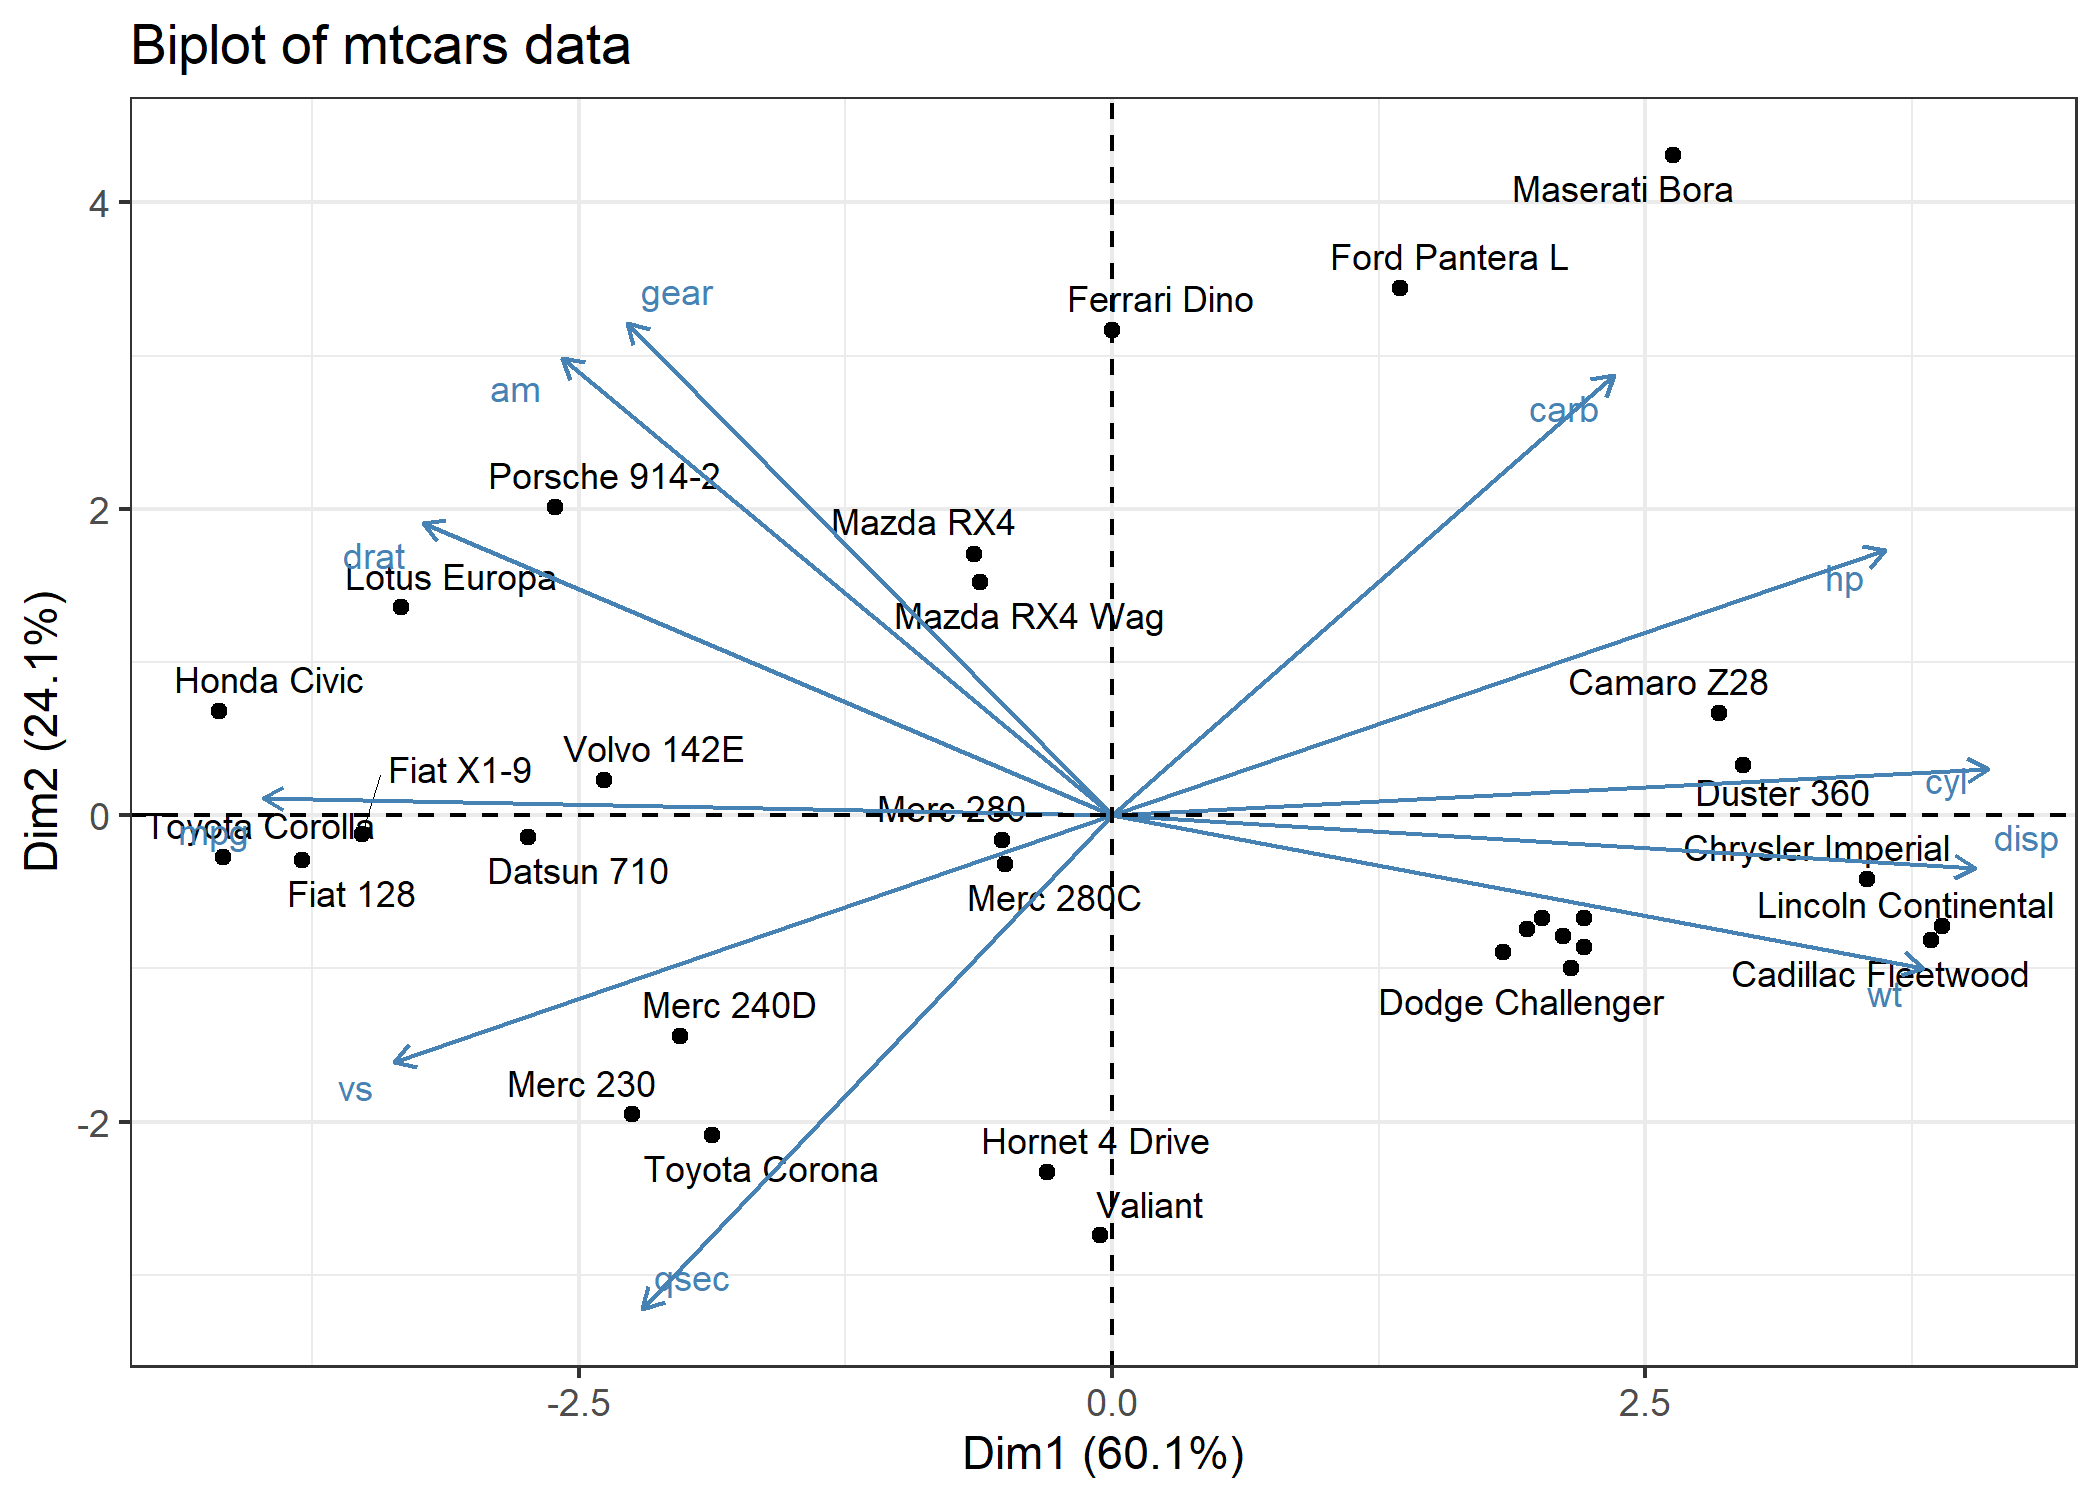 Biplot of mtcars data
Maserati Bora
4
Ford Pantera L
gear
Ferrari Dino
am
carb
Porsche 914-2
2
Mazda RX4
drat
Lotus Europa
hp
Mazda RX4 Wag
Honda Civic
Camaro Z28
Volvo 142E
Fiat X1-9
cyl
Duster 360
Merc 280
0
Toyota Corolla
mpg
disp
Chrysler Imperial
Datsun 710
Fiat 128
Merc 280C
Lincoln Continental
Cadillac Fleetwood
wt
Merc 240D
Dodge Challenger
vs
Merc 230
-2
Hornet 4 Drive
Toyota Corona
Valiant
qsec
-2.5
0.0
2.5
Dim1 (60.1%)
Dim2 (24.1%)